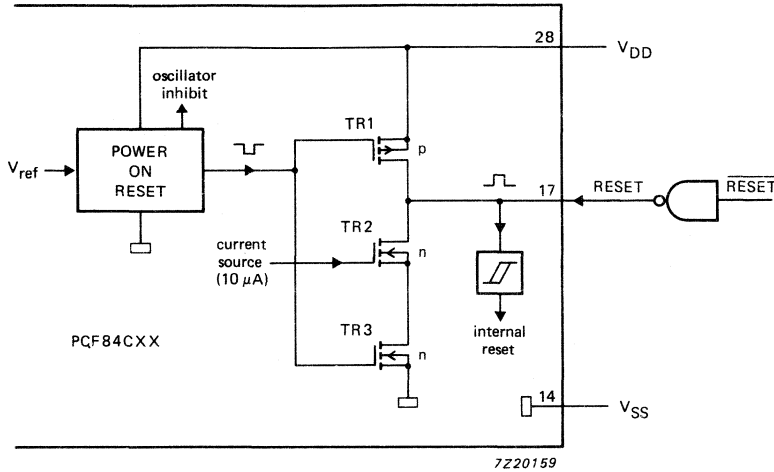 28
V_DD
oscillator
inhibit
TR1
p
POWER
ON
RESET
V_ref
17
RESET
R̅E̅S̅E̅T̅
TR2
n
current
source
(10 μA)
internal
reset
TR3
n
PCF84CXX
14
V_SS
7Z20159